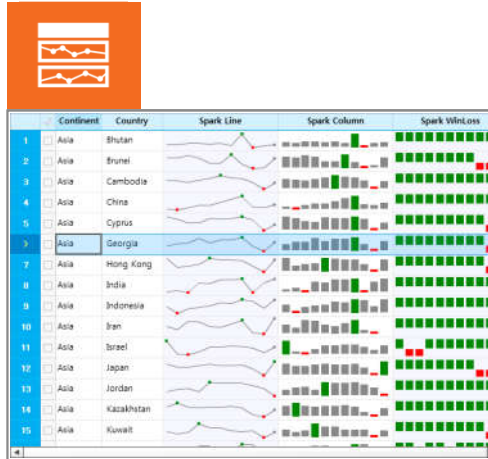 Continent Country Spark Line Spark Column Spark WinLoss
1 Asia Bhutan
2 Asia Brunei
3 Asia Cambodia
4 Asia China
5 Asia Cyprus
Asia Georgia
7 Asia Hong Kong
8 Asia India
9 Asia Indonesia
10 Asia Iran
11 Asia Israel
12 Asia Japan
13 Asia Jordan
14 Asia Kazakhstan
15 Asia Kuwait